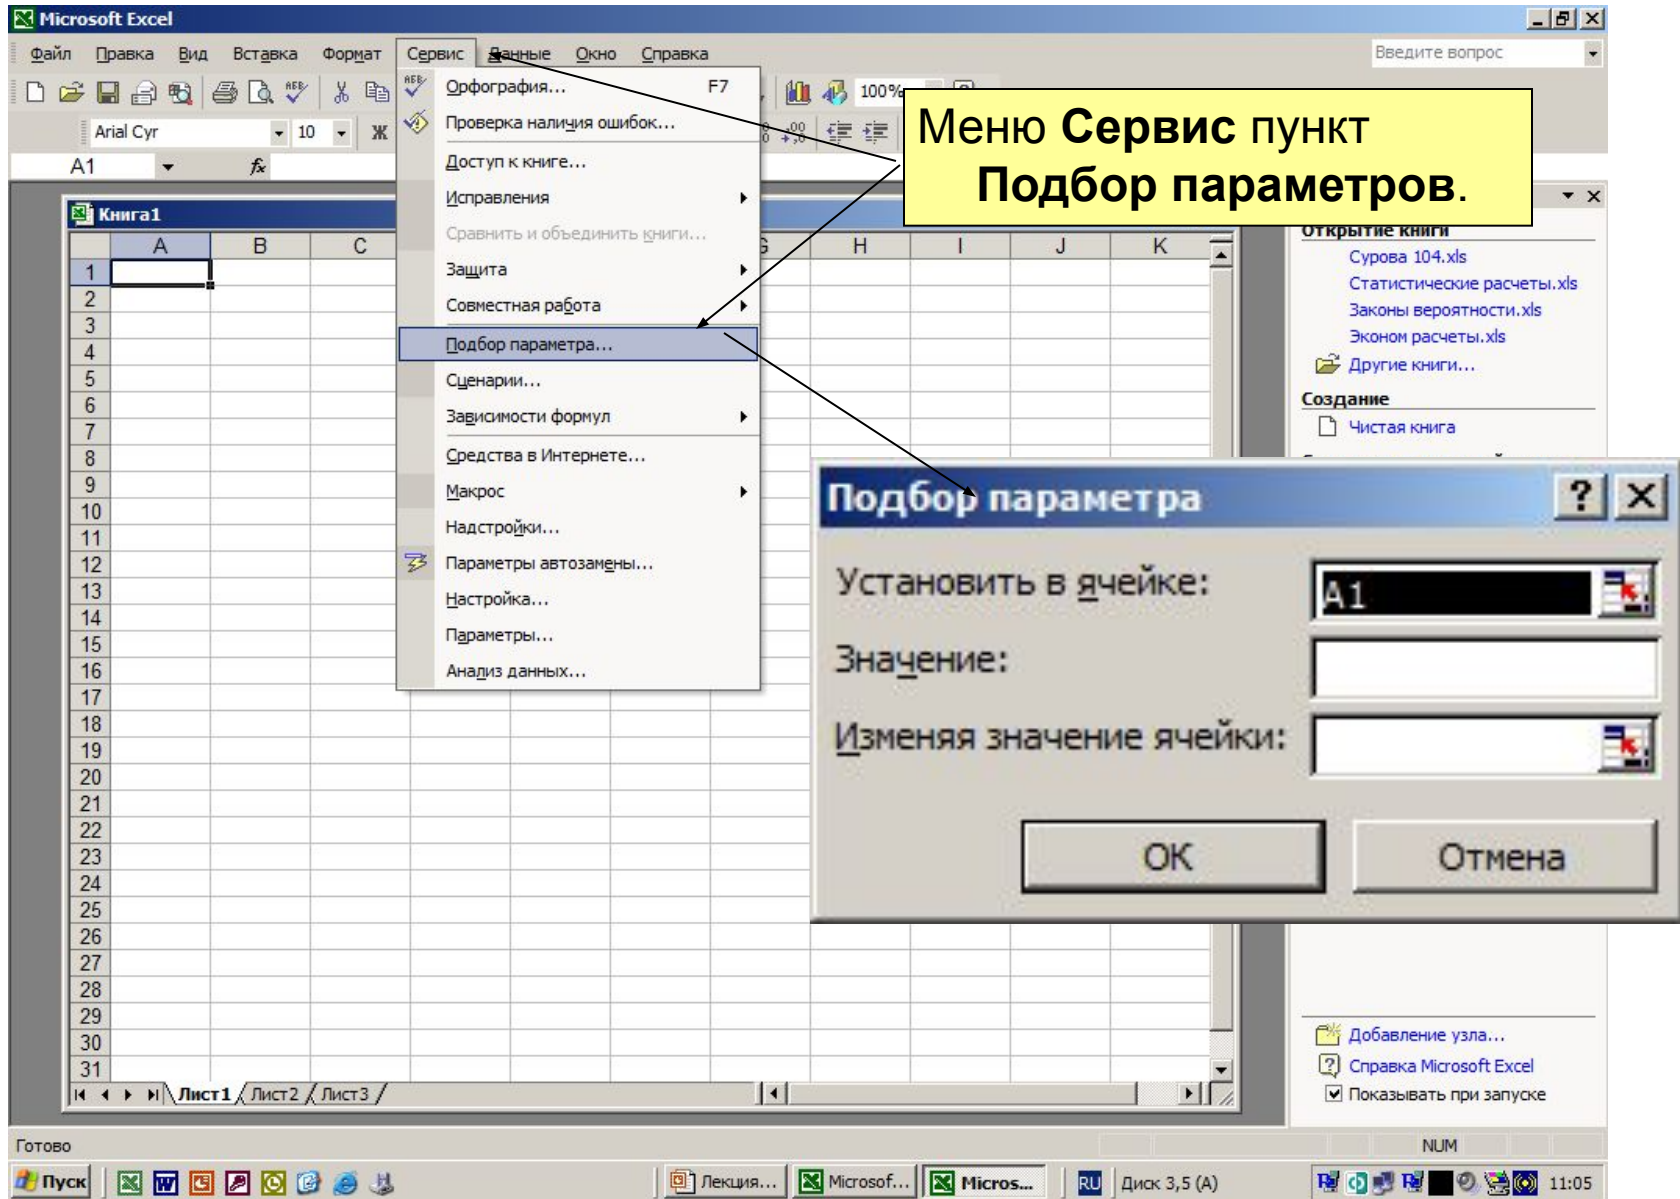 Microsoft Excel
Файл Правка Вид Вставка Формат Сервис Данные Окно Справка
Введите вопрос
100%
Arial Cyr 10 Ж
A1 fx
Меню Сервис пункт
Подбор параметров.
Орфография... F7
Проверка наличия ошибок...
Доступ к книге...
Исправления
Сравнить и объединить книги...
Защита
Совместная работа
Подбор параметра...
Сценарии...
Зависимости формул
Средства в Интернете...
Макрос
Надстройки...
Параметры автозамены...
Настройка...
Параметры...
Анализ данных...
Книга1
A B C G H I J K
1
2
3
4
5
6
7
8
9
10
11
12
13
14
15
16
17
18
19
20
21
22
23
24
25
26
27
28
29
30
31
Открытие книги
Сурова 104.xls
Статистические расчеты.xls
Законы вероятности.xls
Эконом расчеты.xls
Другие книги...
Создание
Чистая книга
Подбор параметра
Установить в ячейке: A1
Значение:
Изменяя значение ячейки:
ОК Отмена
Добавление узла...
Справка Microsoft Excel
Показывать при запуске
Лист1 Лист2 Лист3
Готово NUM
Пуск Лекция... Microsof... Micros... RU Диск 3,5 (A) 11:05